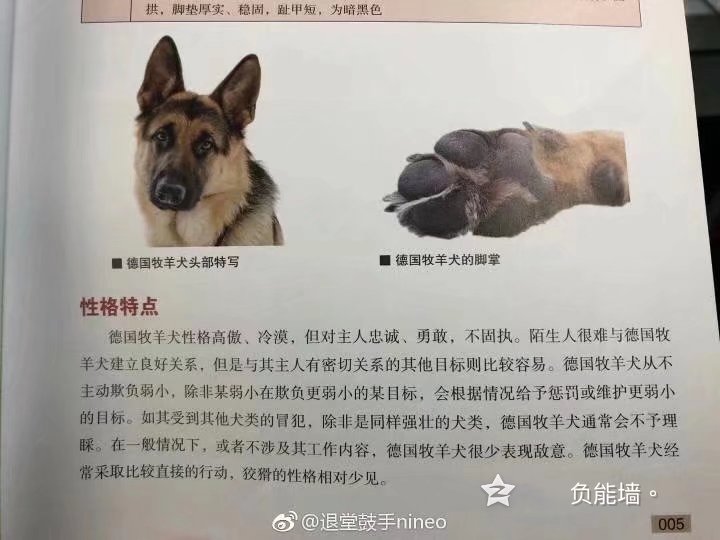 拱，脚垫厚实、稳固，趾甲短，为暗黑色
■ 德国牧羊犬头部特写
■ 德国牧羊犬的脚掌
性格特点
德国牧羊犬性格高傲、冷漠，但对主人忠诚、勇敢，不固执。陌生人很难与德国牧
羊犬建立良好关系，但是与其主人有密切关系的其他目标则比较容易。德国牧羊犬从不
主动欺负弱小，除非某弱小在欺负更弱小的某目标，会根据情况给予惩罚或维护更弱小
的目标。如其受到其他犬类的冒犯，除非是同样强壮的犬类，德国牧羊犬通常会不予理
睬。在一般情况下，或者不涉及其工作内容，德国牧羊犬很少表现敌意。德国牧羊犬经
常采取比较直接的行动，狡猾的性格相对少见。
负能墙。
@退堂鼓手nineo
005